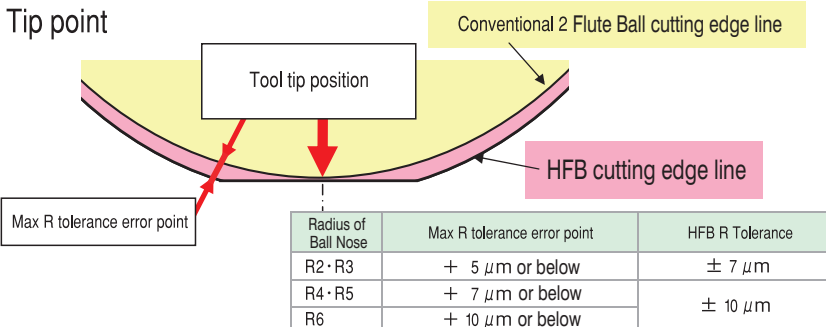 Tip point
Conventional 2 Flute Ball cutting edge line
Tool tip position
HFB cutting edge line
Max R tolerance error point
Radius of
Ball Nose
Max R tolerance error point
HFB R Tolerance
R2・R3
+ 5 μm or below
± 7 μm
R4・R5
+ 7 μm or below
± 10 μm
R6
+ 10 μm or below